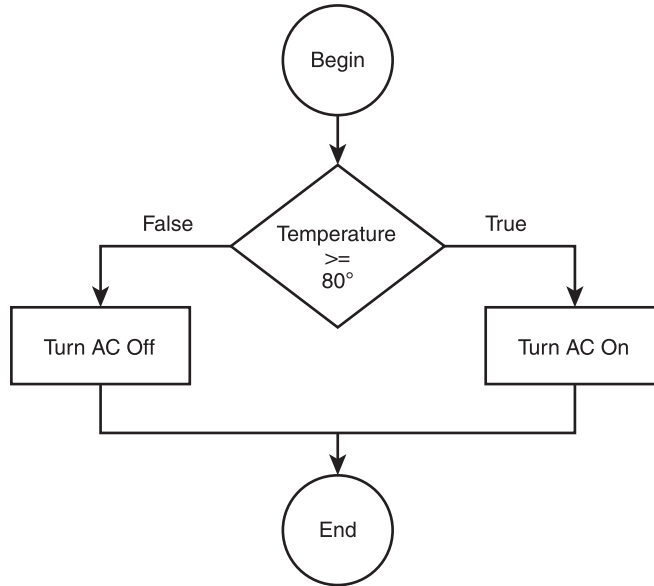 Begin
False
True
Temperature
>=
80°
Turn AC Off
Turn AC On
End